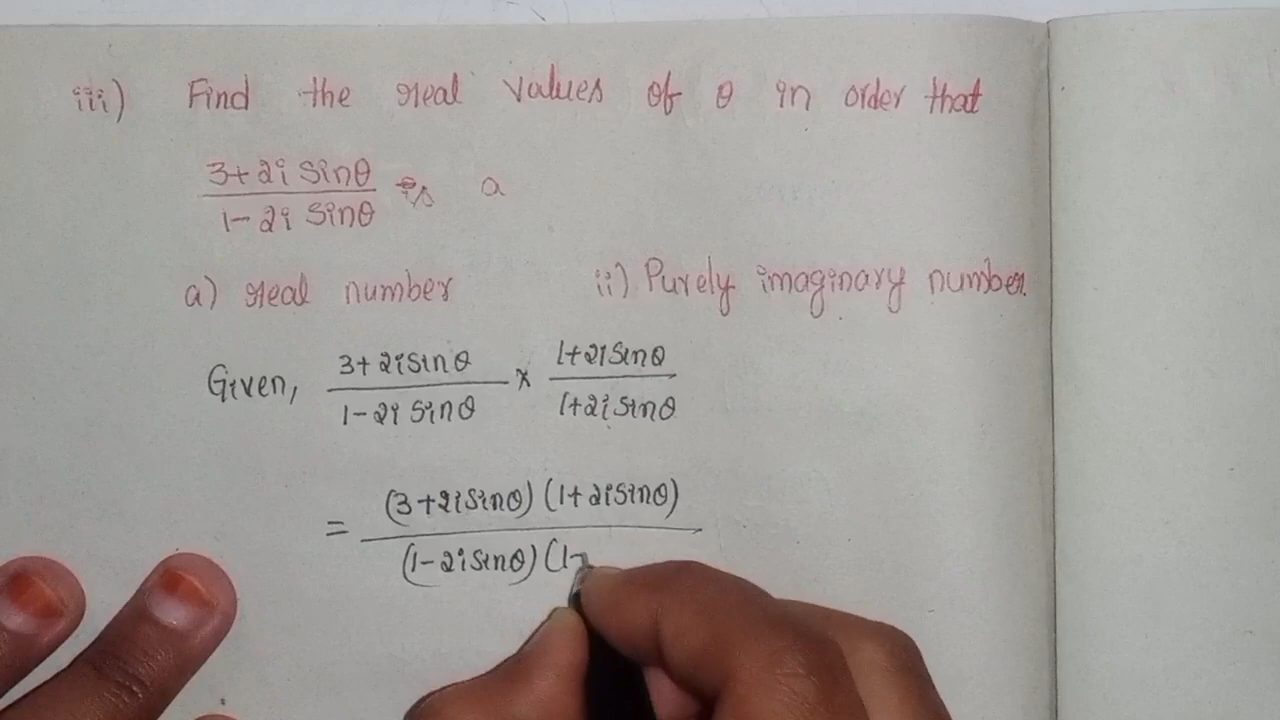 iii) Find the real values of θ in order that
3+2i Sinθ / 1-2i Sinθ is a
a) real number ii) Purely imaginary number.
Given, 3+2iSinθ / 1-2i Sinθ × 1+2iSinθ / 1+2iSinθ
= (3+2iSinθ) (1+2iSinθ) / (1-2iSinθ) (1-